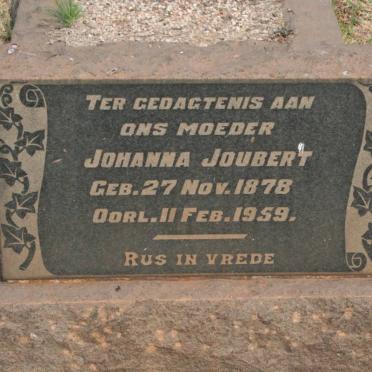 TER GEDAGTENIS AAN
ONS MOEDER
JOHANNA JOUBERT
GEB. 27 NOV. 1878
OORL. 11 FEB. 1959.
RUS IN VREDE